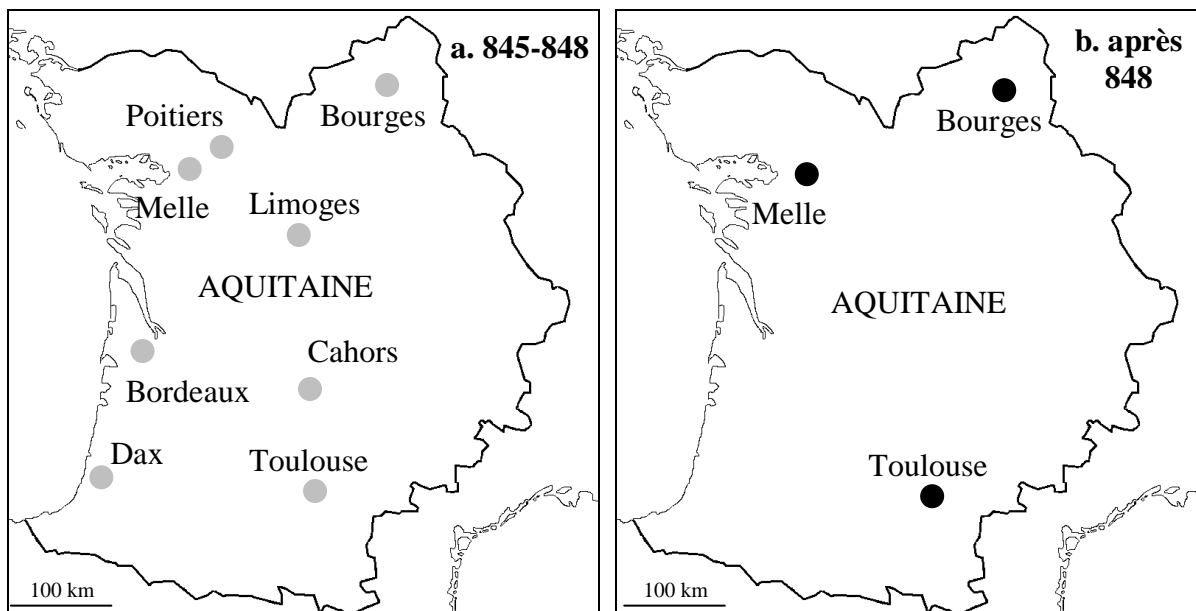 a. 845-848
Poitiers
Bourges
Melle
Limoges
AQUITAINE
Cahors
Bordeaux
Dax
Toulouse
100 km
b. après
848
Bourges
Melle
AQUITAINE
Toulouse
100 km